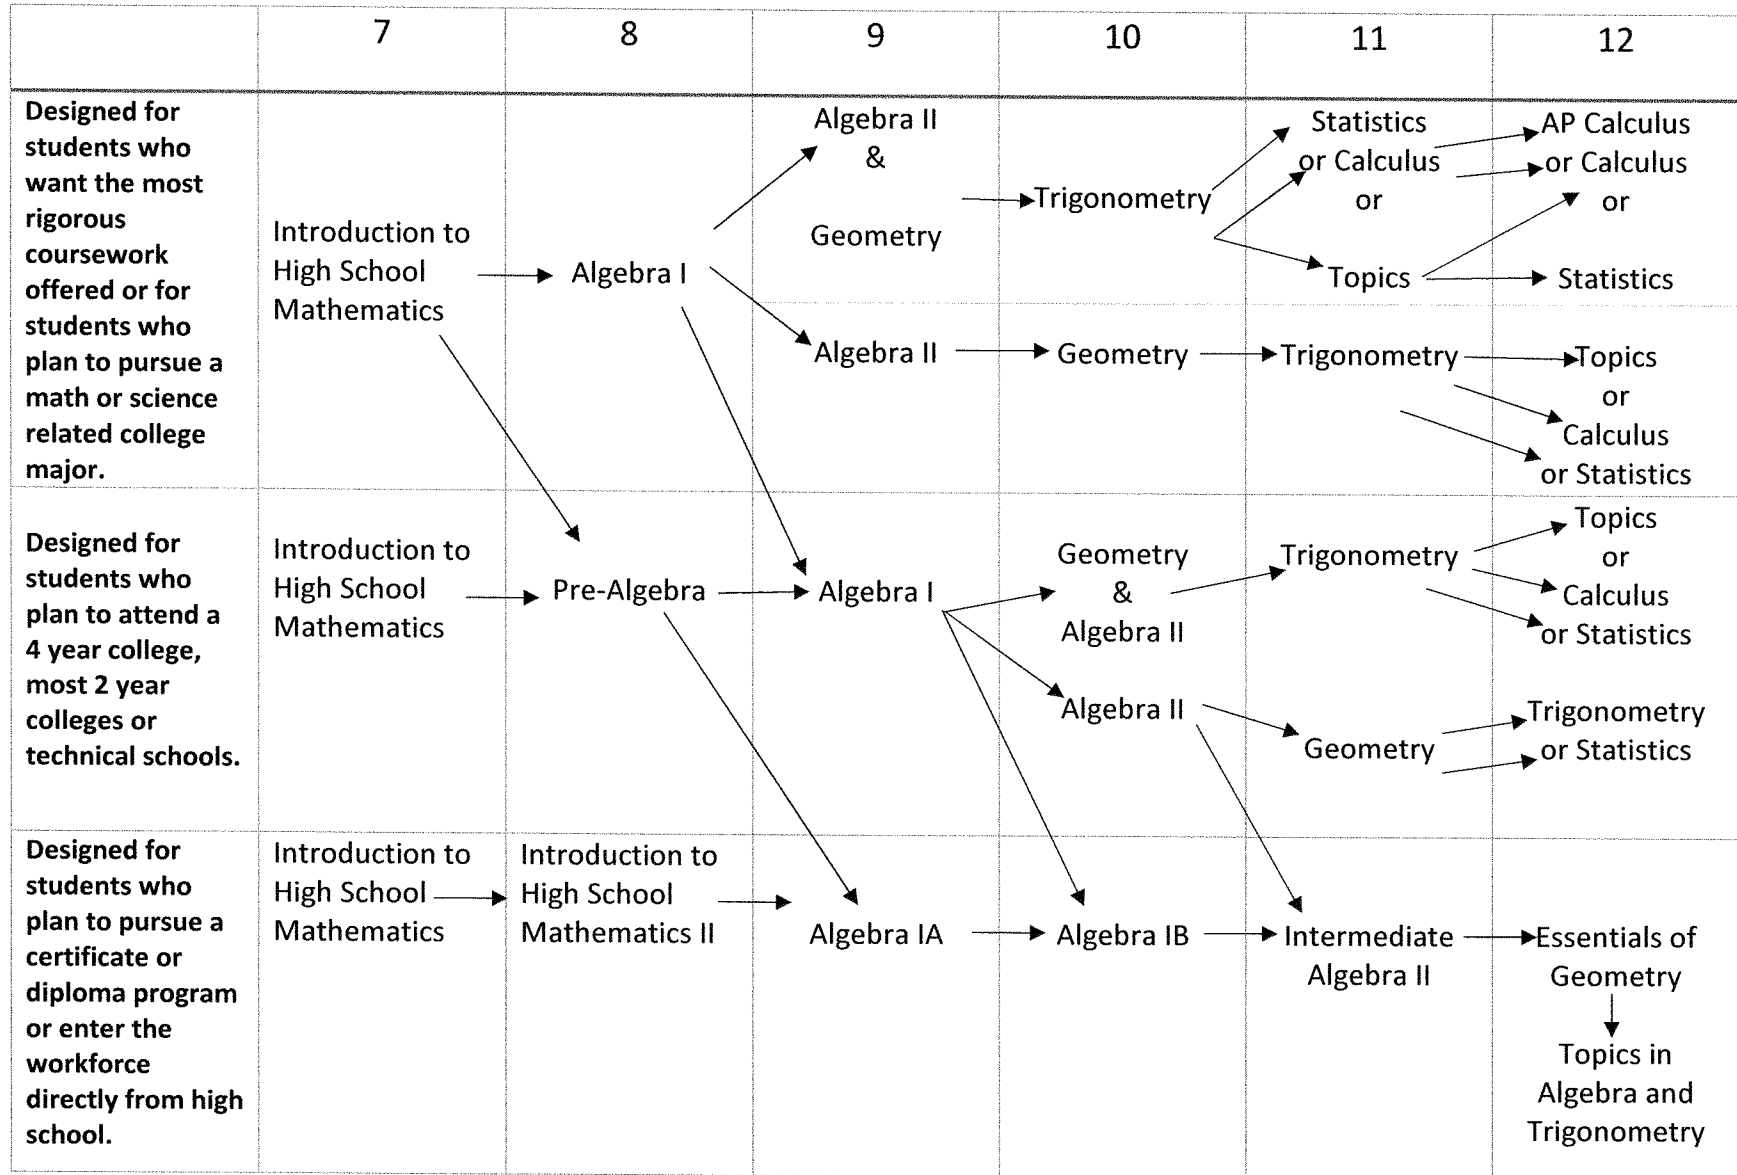 7 8 9 10 11 12
Designed for
students who
want the most
rigorous
coursework
offered or for
students who
plan to pursue a
math or science
related college
major.
Introduction to
High School
Mathematics
Algebra I
Algebra II
&
Geometry
Trigonometry
Statistics
or Calculus
or
Topics
AP Calculus
or Calculus
or
Statistics
Algebra II
Geometry
Trigonometry
Topics
or
Calculus
or Statistics
Designed for
students who
plan to attend a
4 year college,
most 2 year
colleges or
technical schools.
Introduction to
High School
Mathematics
Pre-Algebra
Algebra I
Geometry
&
Algebra II
Trigonometry
Topics
or
Calculus
or Statistics
Algebra II
Geometry
Trigonometry
or Statistics
Designed for
students who
plan to pursue a
certificate or
diploma program
or enter the
workforce
directly from high
school.
Introduction to
High School
Mathematics
Introduction to
High School
Mathematics II
Algebra IA
Algebra IB
Intermediate
Algebra II
Essentials of
Geometry
Topics in
Algebra and
Trigonometry